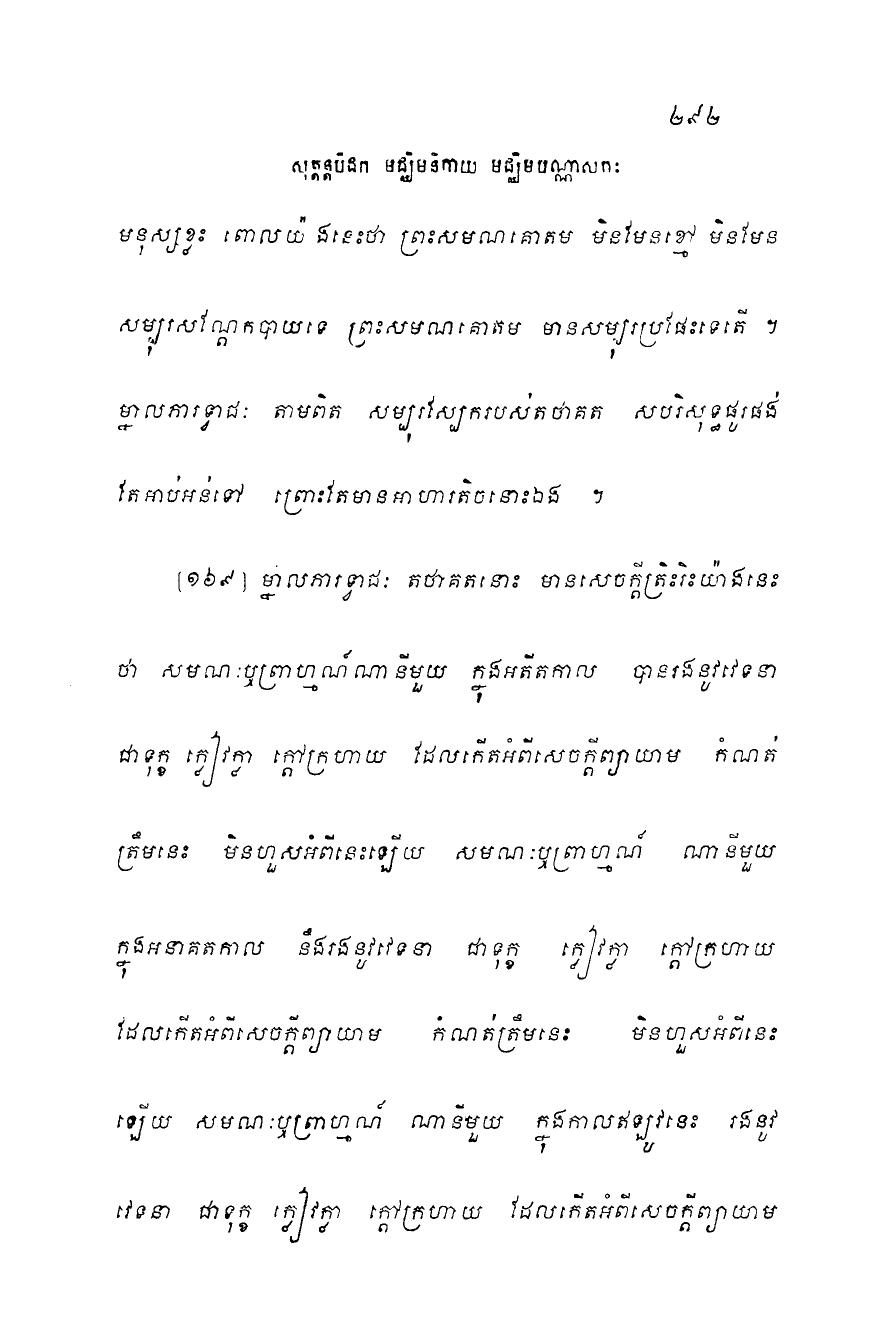 ២៩២
សុត្តន្តបិដក មជ្ឈិមនិកាយ មជ្ឈិមបណ្ណាសកៈ
មនុស្សខ្លះ ពោលយ៉ាងនេះថា ព្រះសមណគោតម មិនមែនខ្មៅ មិនមែន
សម្បុរសណ្តែកបាយទេ ព្រះសមណគោតម មានសម្បុរប្រផែះទេតើ ។
ម្នាលភារទ្វាជៈ តាមពិត សម្បុរស្បែករបស់តថាគត សបរិសុទ្ធផូរផង់
តែអាប់អន់ទៅ ព្រោះតែមានអាហារតិចនោះឯង ។
[១៦៩] ម្នាលភារទ្វាជៈ តថាគតនោះ មានសេចក្តីត្រិះរិះយ៉ាងនេះ
ថា សមណៈឬព្រាហ្មណ៍ណានីមួយ ក្នុងអតីតកាល បានរងនូវវេទនា
ជាទុក្ខ ក្លៀវក្លា ក្តៅក្រហាយ ដែលកើតអំពីសេចក្តីព្យាយាម កំណត់
ត្រឹមនេះ មិនហួសអំពីនេះឡើយ សមណៈឬព្រាហ្មណ៍ ណានីមួយ
ក្នុងអនាគតកាល នឹងរងនូវវេទនា ជាទុក្ខ ក្លៀវក្លា ក្តៅក្រហាយ
ដែលកើតអំពីសេចក្តីព្យាយាម កំណត់ត្រឹមនេះ មិនហួសអំពីនេះ
ឡើយ សមណៈឬព្រាហ្មណ៍ ណានីមួយ ក្នុងកាលឥឡូវនេះ រងនូវ
វេទនា ជាទុក្ខ ក្លៀវក្លា ក្តៅក្រហាយ ដែលកើតអំពីសេចក្តីព្យាយាម